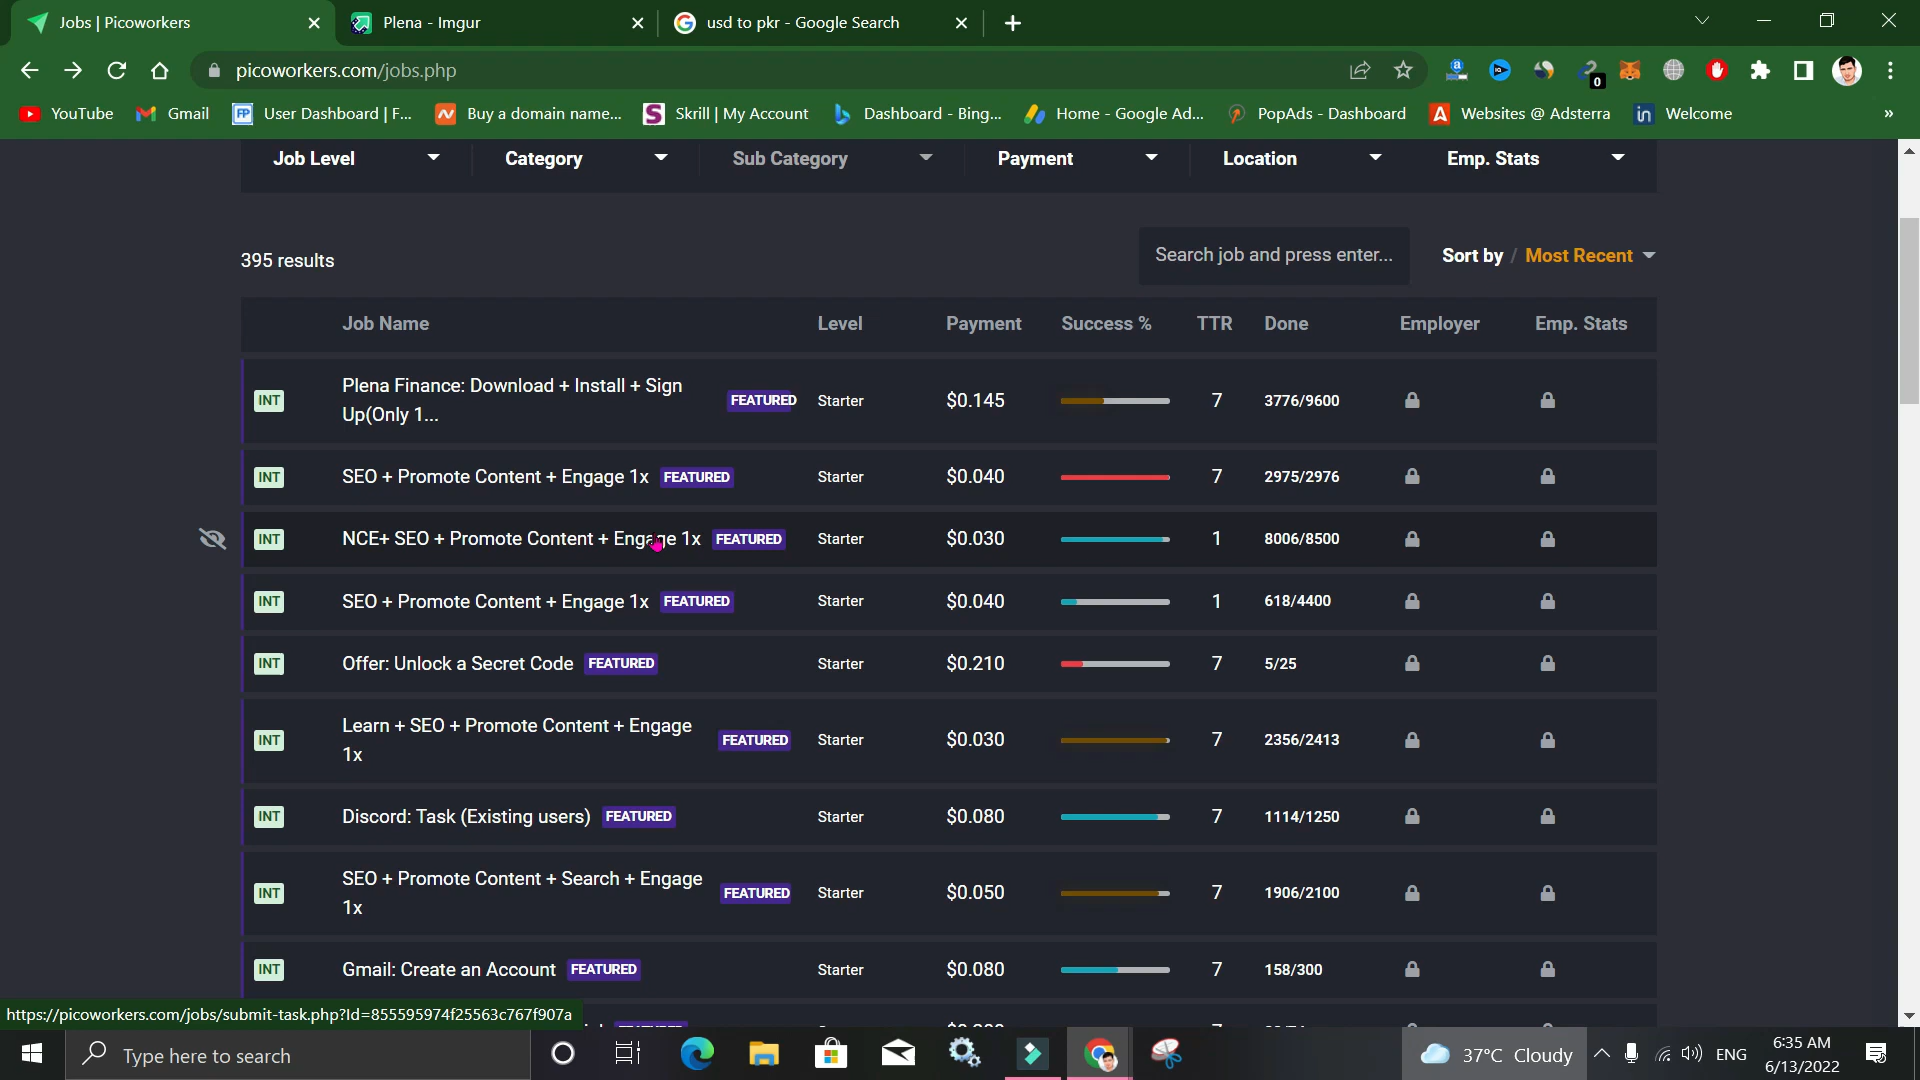 Jobs | Picoworkers
Plena - Imgur
usd to pkr - Google Search
picoworkers.com/jobs.php
0
YouTube
Gmail
User Dashboard | F...
Buy a domain name...
Skrill | My Account
Dashboard - Bing...
Home - Google Ad...
PopAds - Dashboard
Websites @ Adsterra
Welcome
»
Job Level
Category
Sub Category
Payment
Location
Emp. Stats
395 results
Search job and press enter...
Sort by / Most Recent
Job Name Level Payment Success % TTR Done Employer Emp. Stats
INT Plena Finance: Download + Install + Sign
Up(Only 1... FEATURED Starter $0.145 7 3776/9600
INT SEO + Promote Content + Engage 1x FEATURED Starter $0.040 7 2975/2976
INT NCE+ SEO + Promote Content + Engage 1x FEATURED Starter $0.030 1 8006/8500
INT SEO + Promote Content + Engage 1x FEATURED Starter $0.040 1 618/4400
INT Offer: Unlock a Secret Code FEATURED Starter $0.210 7 5/25
INT Learn + SEO + Promote Content + Engage
1x FEATURED Starter $0.030 7 2356/2413
INT Discord: Task (Existing users) FEATURED Starter $0.080 7 1114/1250
INT SEO + Promote Content + Search + Engage
1x FEATURED Starter $0.050 7 1906/2100
INT Gmail: Create an Account FEATURED Starter $0.080 7 158/300
https://picoworkers.com/jobs/submit-task.php?Id=855595974f25563c767f907a
Type here to search
37°C Cloudy
ENG
6:35 AM
6/13/2022